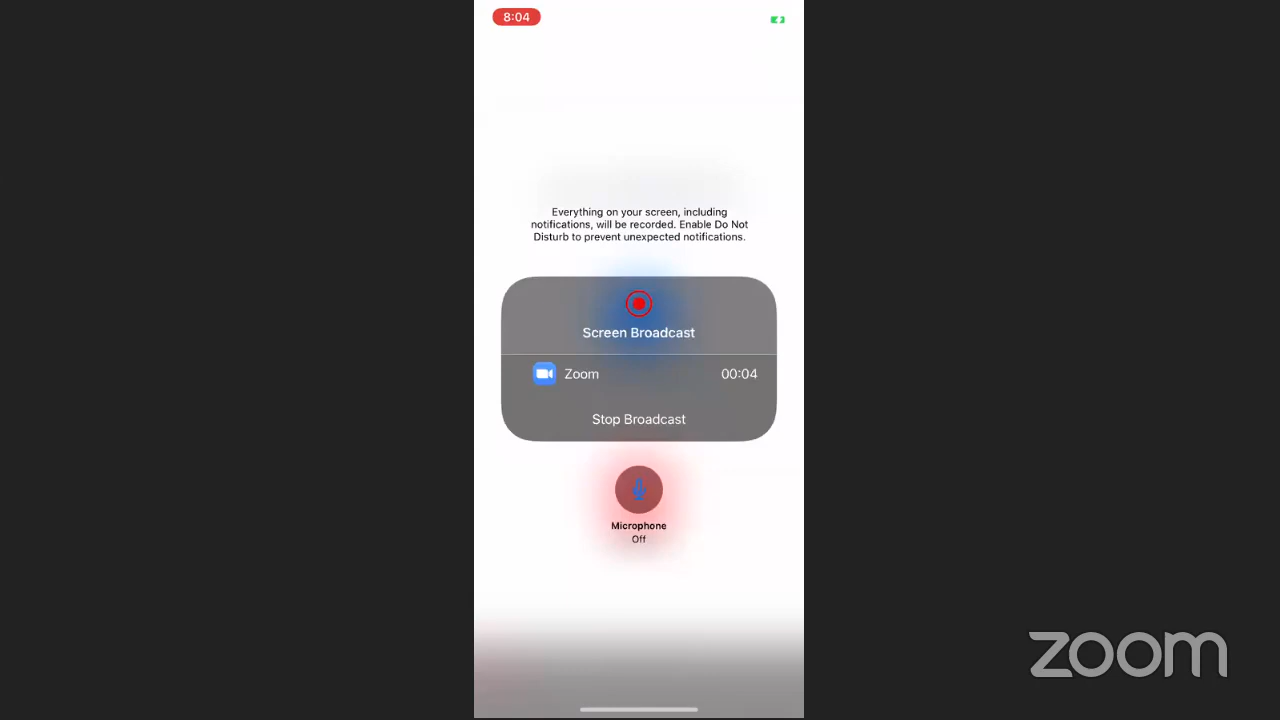 8:04
Everything on your screen, including
notifications, will be recorded. Enable Do Not
Disturb to prevent unexpected notifications.
Screen Broadcast
Zoom 00:04
Stop Broadcast
Microphone
Off
zoom